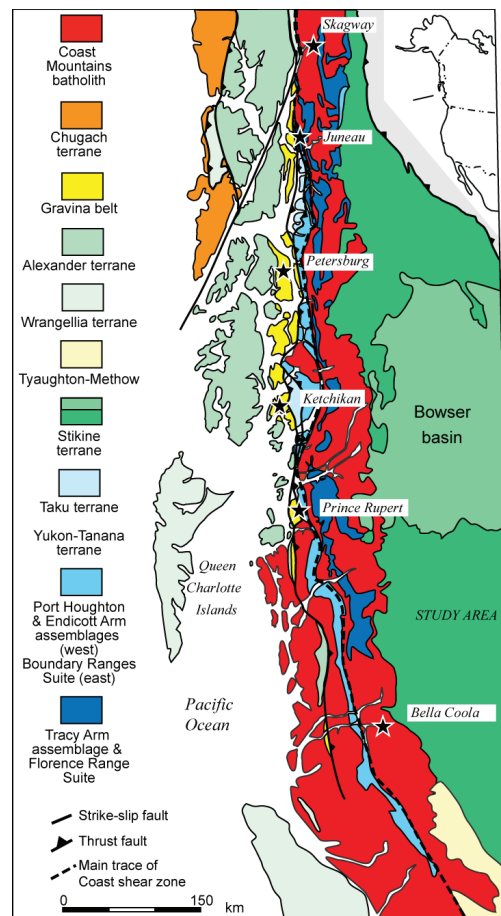 Coast
Mountains
batholith
Chugach
terrane
Gravina belt
Alexander terrane
Wrangellia terrane
Tyaughton-Methow
Stikine
terrane
Taku terrane
Yukon-Tanana
terrane
Port Houghton
& Endicott Arm
assemblages
(west)
Boundary Ranges
Suite (east)
Tracy Arm
assemblage &
Florence Range
Suite
Strike-slip fault
Thrust fault
Main trace of
Coast shear zone
0 150
km
Skagway
Juneau
Petersburg
Ketchikan
Bowser
basin
Prince Rupert
Queen
Charlotte
Islands
STUDY AREA
Pacific
Ocean
Bella Coola